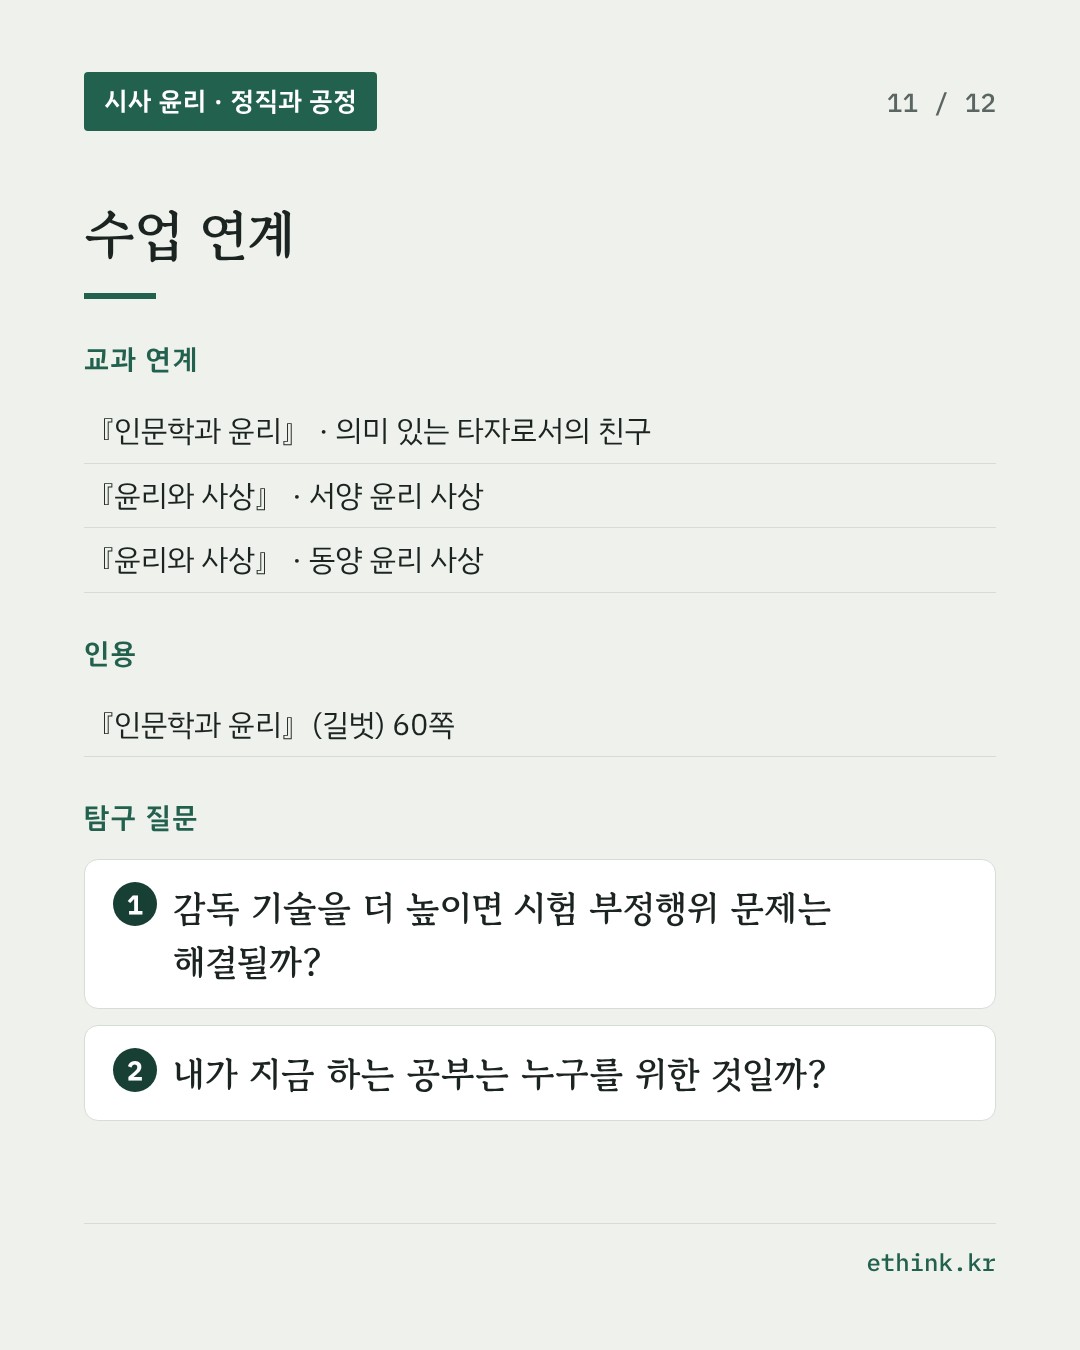 시사 윤리 · 정직과 공정
11 / 12
수업 연계
교과 연계
『인문학과 윤리』 · 의미 있는 타자로서의 친구
『윤리와 사상』 · 서양 윤리 사상
『윤리와 사상』 · 동양 윤리 사상
인용
『인문학과 윤리』 (길벗) 60쪽
탐구 질문
1 감독 기술을 더 높이면 시험 부정행위 문제는
해결될까?
2 내가 지금 하는 공부는 누구를 위한 것일까?
ethink.kr